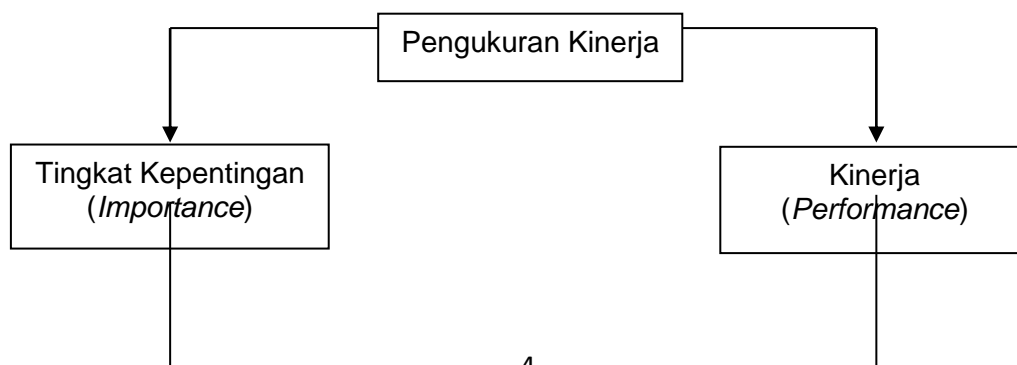 Pengukuran Kinerja
Tingkat Kepentingan
(Importance)
Kinerja
(Performance)
4